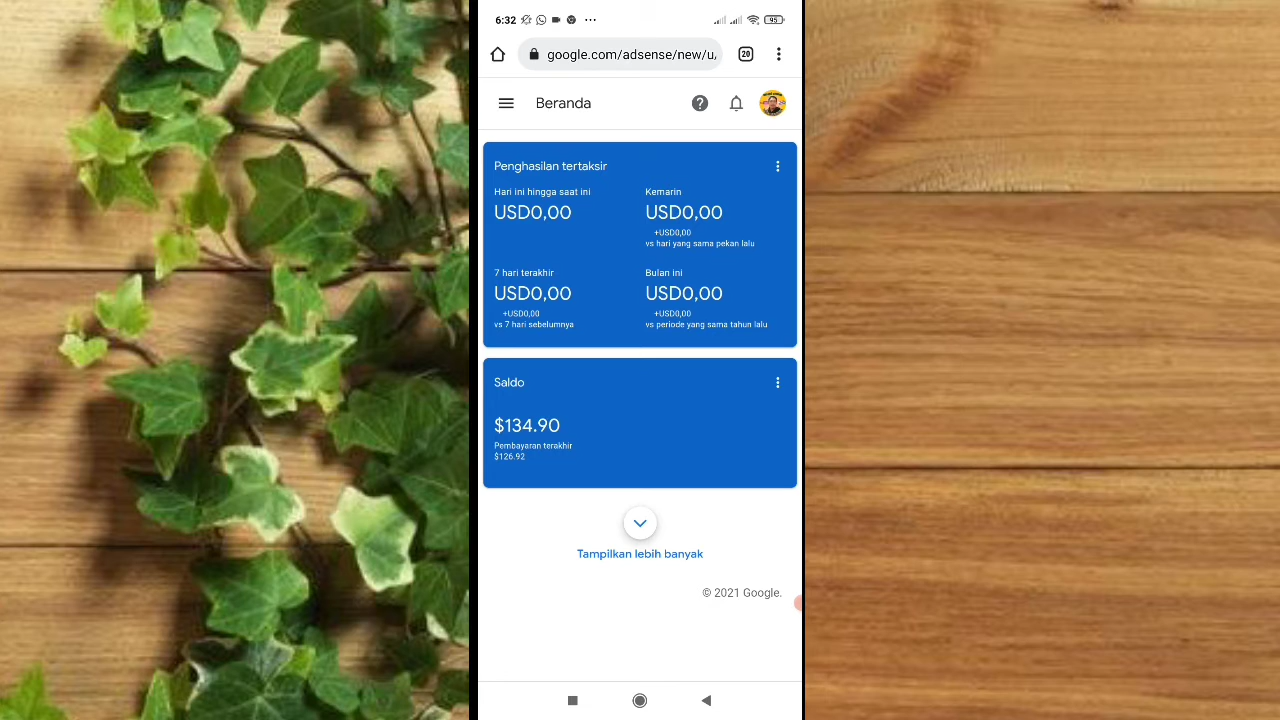 6:32
95
google.com/adsense/new/u,
20
Beranda
Penghasilan tertaksir
Hari ini hingga saat ini
USD0,00
Kemarin
USD0,00
+USD0,00
vs hari yang sama pekan lalu
7 hari terakhir
USD0,00
+USD0,00
vs 7 hari sebelumnya
Bulan ini
USD0,00
+USD0,00
vs periode yang sama tahun lalu
Saldo
$134.90
Pembayaran terakhir
$126.92
Tampilkan lebih banyak
© 2021 Google.